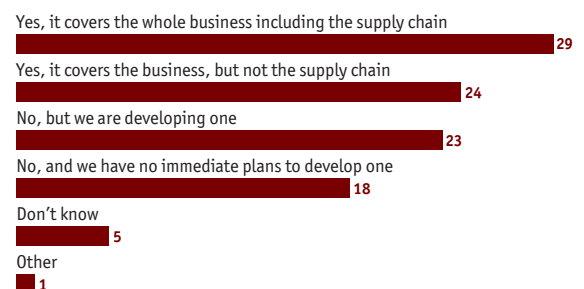 Yes, it covers the whole business including the supply chain
29
Yes, it covers the business, but not the supply chain
24
No, but we are developing one
23
No, and we have no immediate plans to develop one
18
Don’t know
5
Other
1